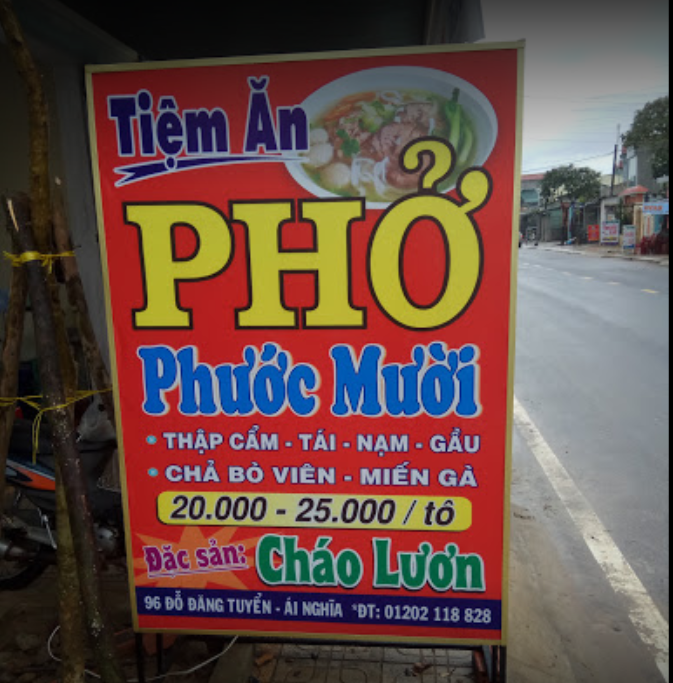 Tiệm Ăn
PHỞ
Phước Mười
• THẬP CẨM - TÁI - NẠM - GẦU
• CHẢ BÒ VIÊN - MIẾN GÀ
20.000 - 25.000 / tô
Đặc sản: Cháo Lươn
96 ĐỖ ĐĂNG TUYỂN - ÁI NGHĨA *ĐT: 01202 118 828